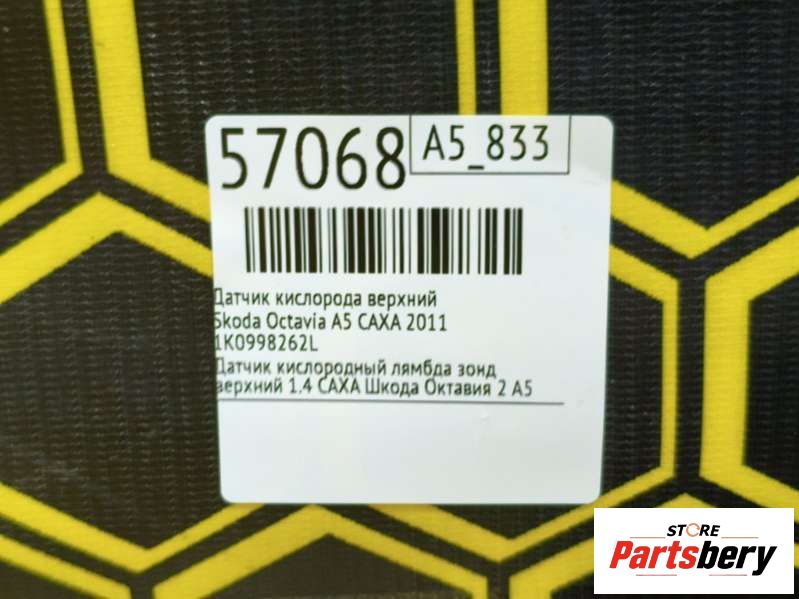 57068
A5_833
Датчик кислорода верхний
Skoda Octavia A5 CAXA 2011
1K0998262L
Датчик кислородный лямбда зонд
верхний 1.4 CAXA Шкода Октавия 2 А5
STORE
Partsbery